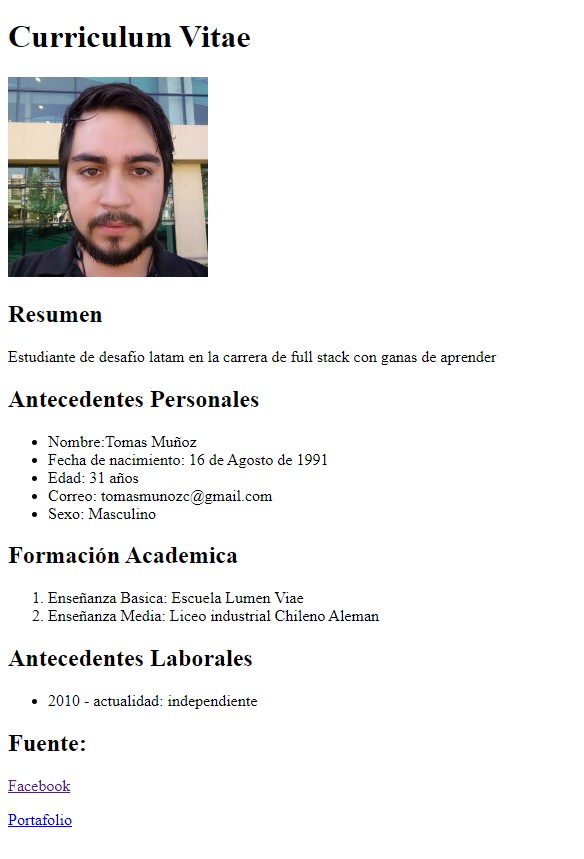 Curriculum Vitae
Resumen
Estudiante de desafio latam en la carrera de full stack con ganas de aprender
Antecedentes Personales
Nombre:Tomas Muñoz
Fecha de nacimiento: 16 de Agosto de 1991
Edad: 31 años
Correo: tomasmunozc@gmail.com
Sexo: Masculino
Formación Academica
1. Enseñanza Basica: Escuela Lumen Viae
2. Enseñanza Media: Liceo industrial Chileno Aleman
Antecedentes Laborales
2010 - actualidad: independiente
Fuente:
Facebook
Portafolio